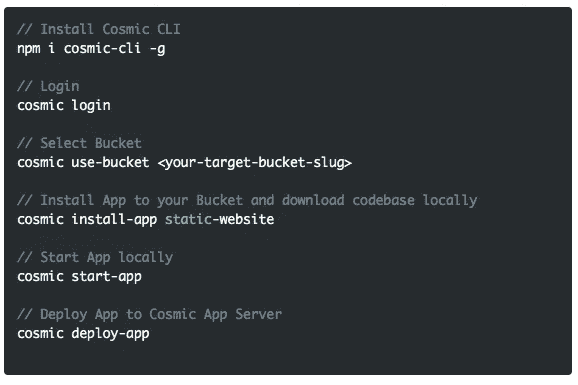 // Install Cosmic CLI
npm i cosmic-cli -g
// Login
cosmic login
// Select Bucket
cosmic use-bucket <your-target-bucket-slug>
// Install App to your Bucket and download codebase locally
cosmic install-app static-website
// Start App locally
cosmic start-app
// Deploy App to Cosmic App Server
cosmic deploy-app